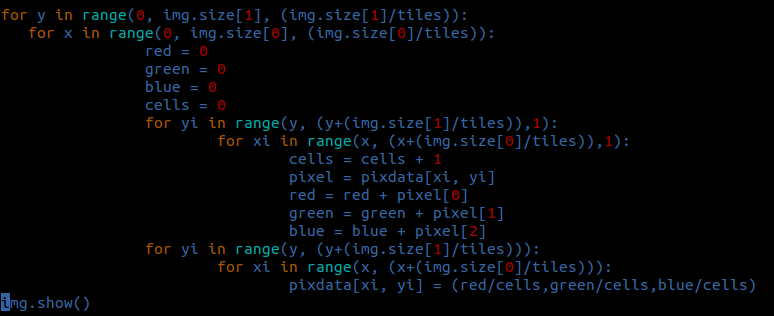 for y in range(0, img.size[1], (img.size[1]/tiles)):
   for x in range(0, img.size[0], (img.size[0]/tiles)):
                red = 0
                green = 0
                blue = 0
                cells = 0
                for yi in range(y, (y+(img.size[1]/tiles)),1):
                        for xi in range(x, (x+(img.size[0]/tiles)),1):
                                cells = cells + 1
                                pixel = pixdata[xi, yi]
                                red = red + pixel[0]
                                green = green + pixel[1]
                                blue = blue + pixel[2]
                for yi in range(y, (y+(img.size[1]/tiles))):
                        for xi in range(x, (x+(img.size[0]/tiles))):
                                pixdata[xi, yi] = (red/cells,green/cells,blue/cells)
img.show()